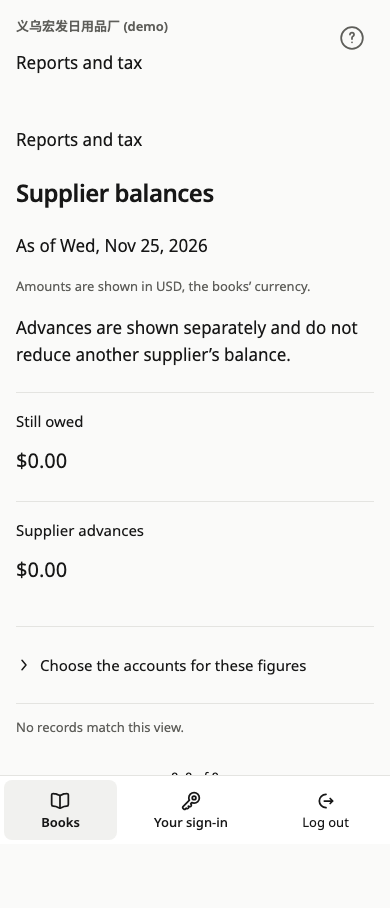 义乌宏发日用品厂 (demo)
Reports and tax
Reports and tax
Supplier balances
As of Wed, Nov 25, 2026
Amounts are shown in USD, the books’ currency.
Advances are shown separately and do not
reduce another supplier’s balance.
Still owed
$0.00
Supplier advances
$0.00
Choose the accounts for these figures
No records match this view.
Books
Your sign-in
Log out